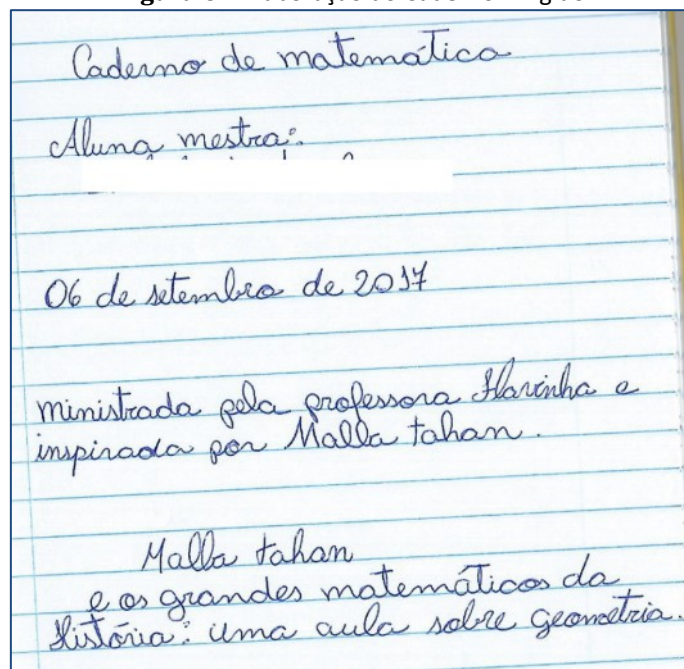 Caderno de matemática
Aluna mestra:
06 de setembro de 2017
ministrada pela professora Flavinha e
inspirada por Malba tahan.
Malba tahan
e os grandes matemáticos da
História: uma aula sobre geometria.